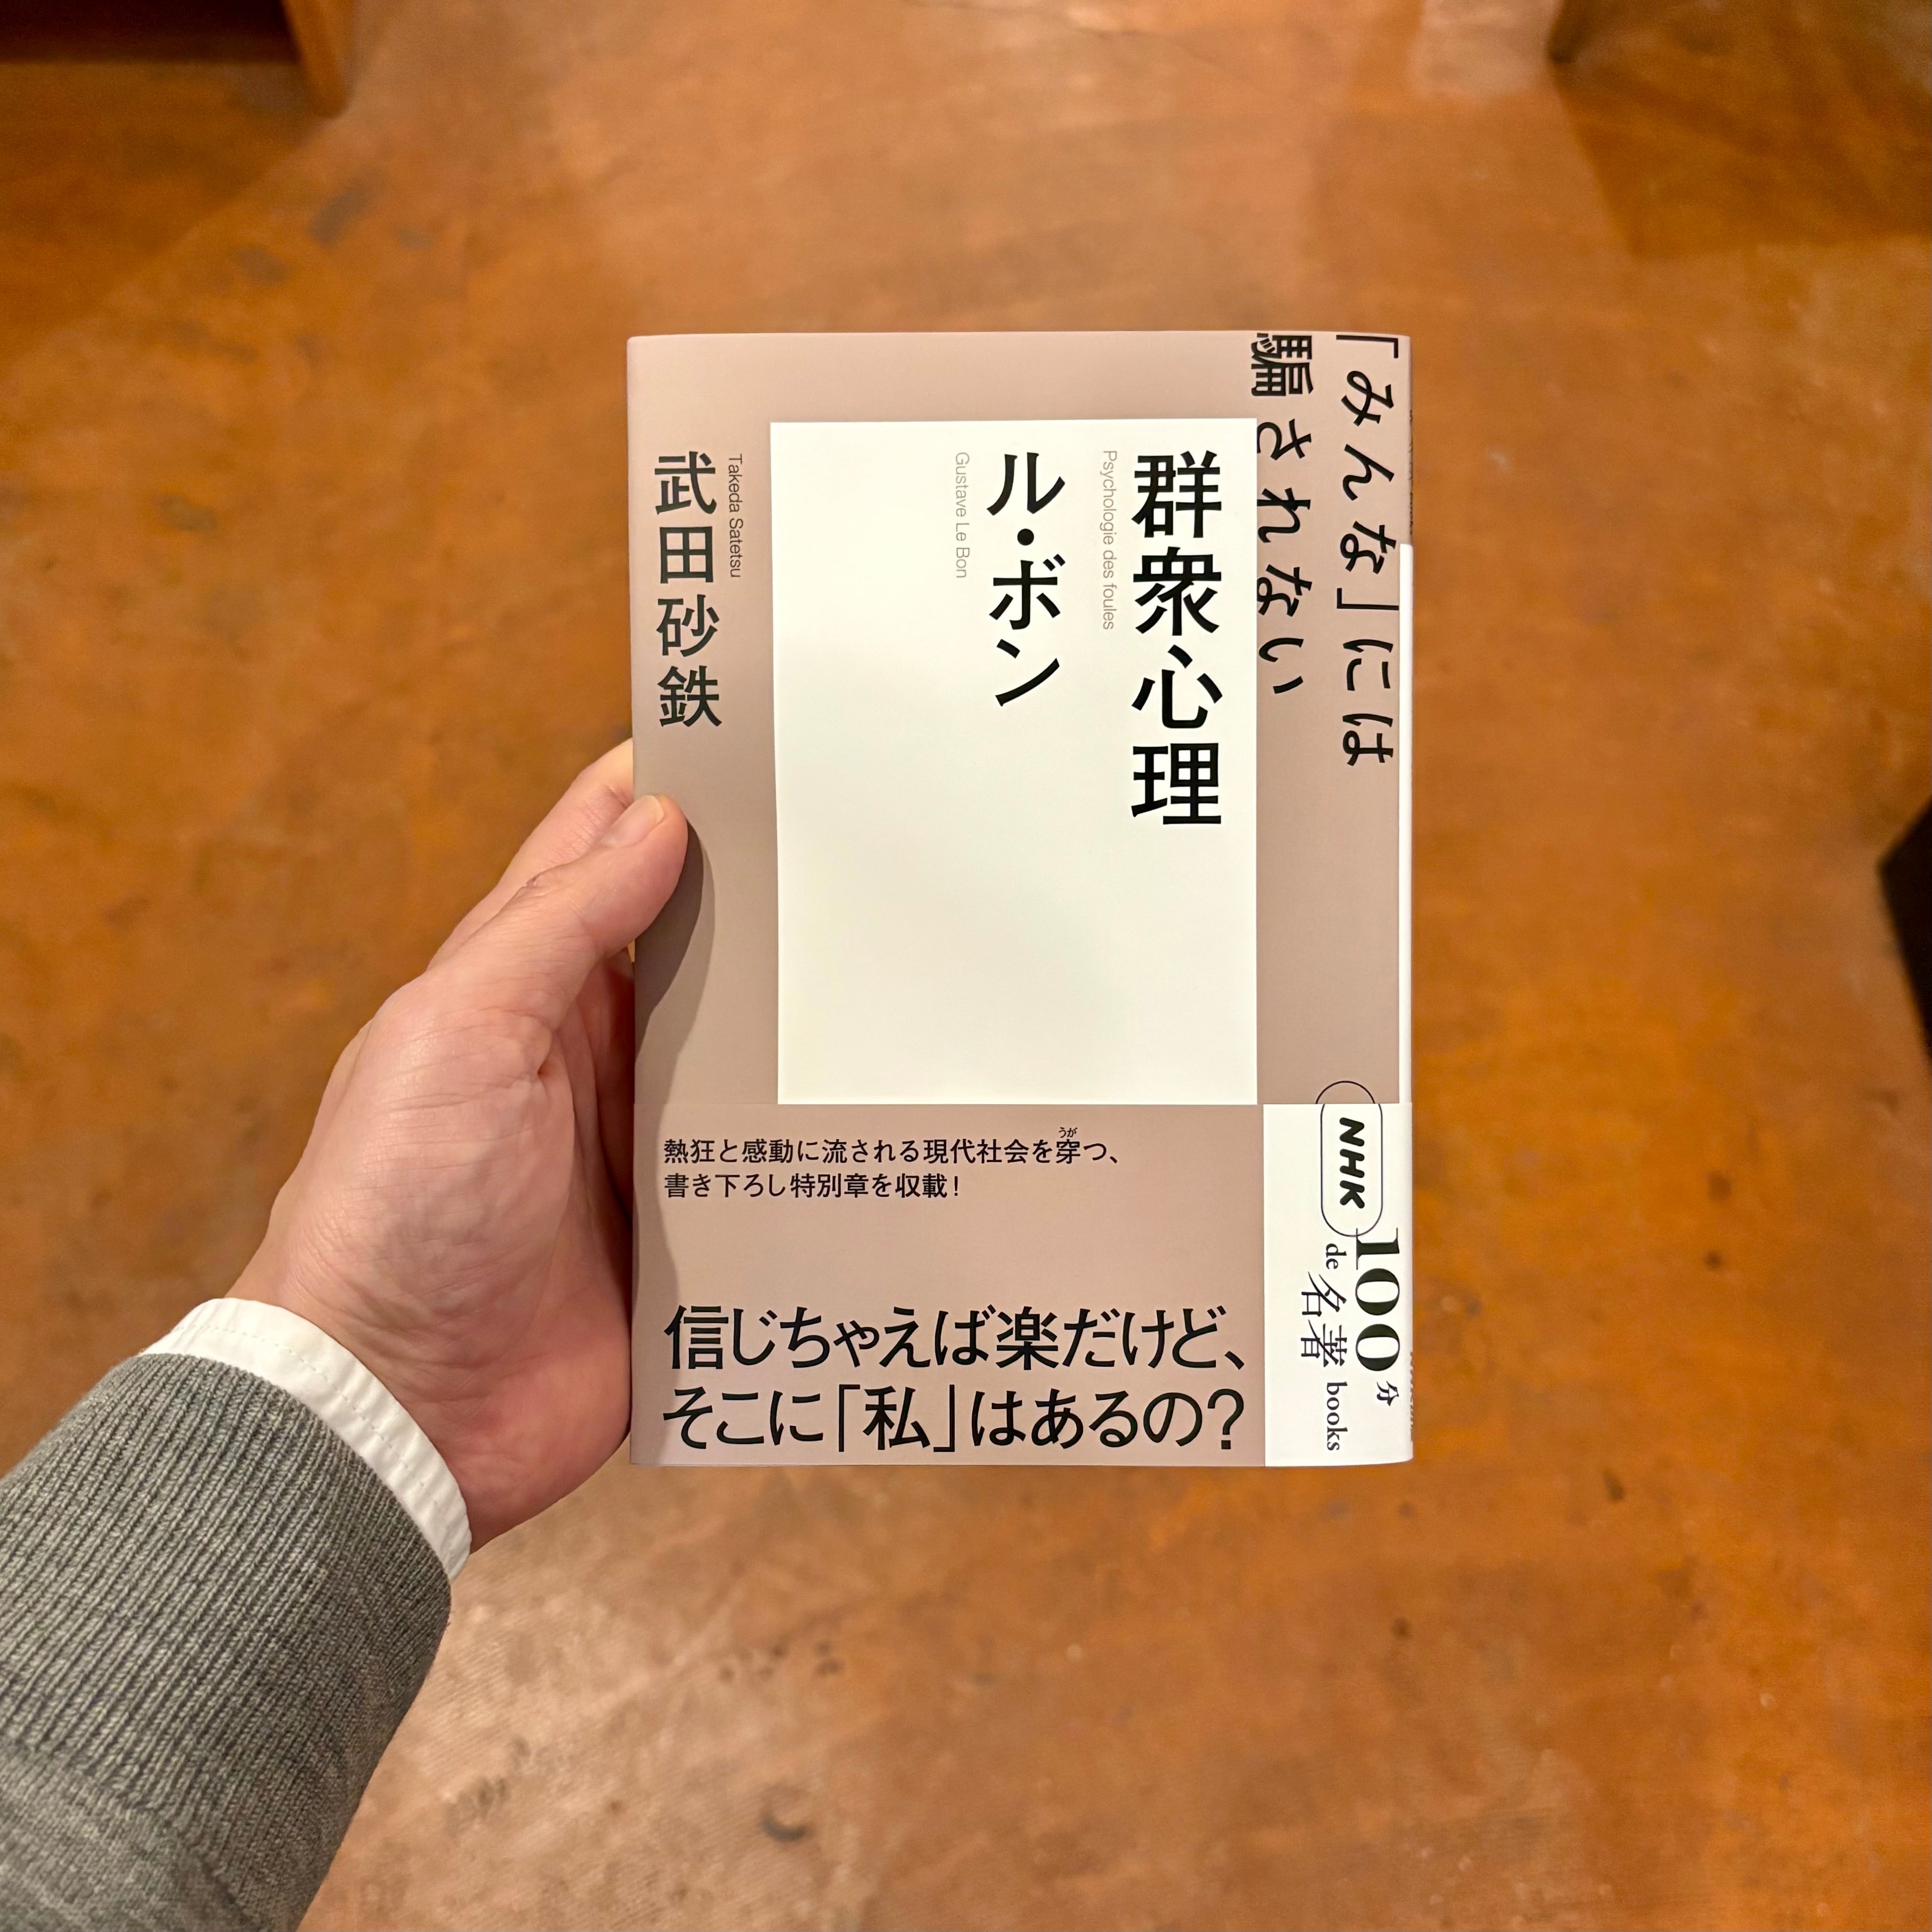 「みんな」には
騙されない
群衆心理
Psychologie des foules
ル・ボン
Gustave Le Bon
Takeda Satetsu
武田砂鉄
熱狂と感動に流される現代社会を穿つ、
うが
書き下ろし特別章を収載！
信じちゃえば楽だけど、
そこに「私」はあるの？
NHK
100分
de名著 books